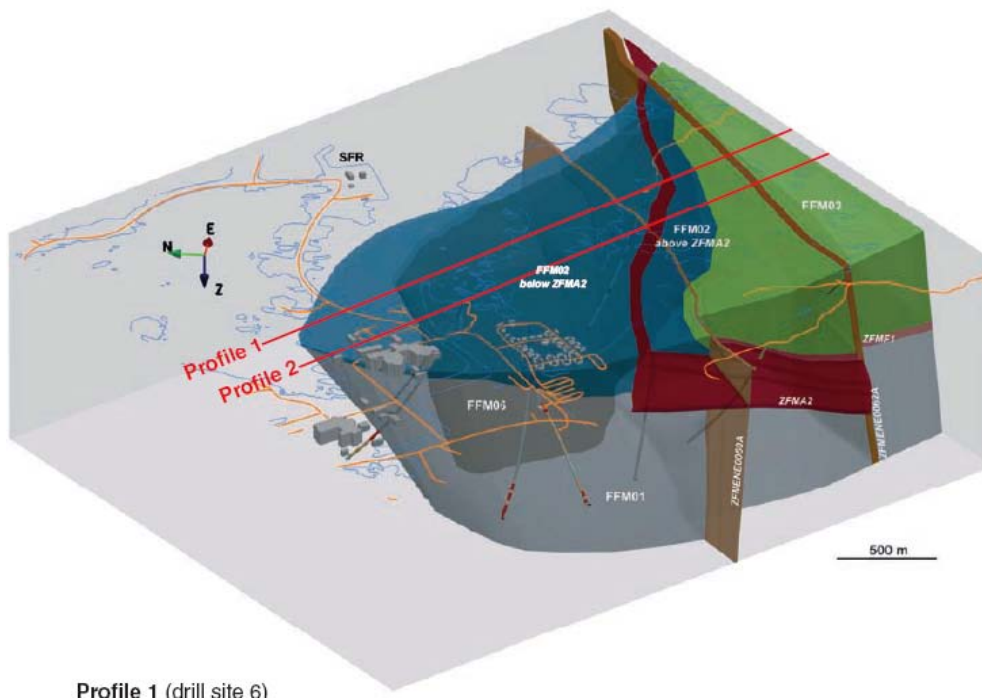 SFR
E
N
Z
FFM03
FFM02
above ZFMA2
FFM02
below ZFMA2
Profile 1
Profile 2
ZFMF1
FFM06
ZFMA2
ZFMENE0062A
ZFMENE0060A
FFM01
500 m
Profile 1 (drill site 6)